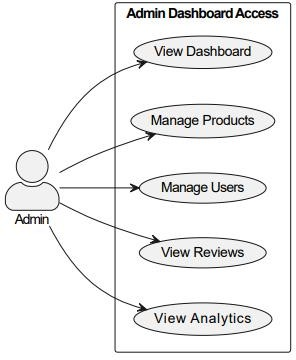 Admin Dashboard Access
View Dashboard
Manage Products
Manage Users
Admin
View Reviews
View Analytics